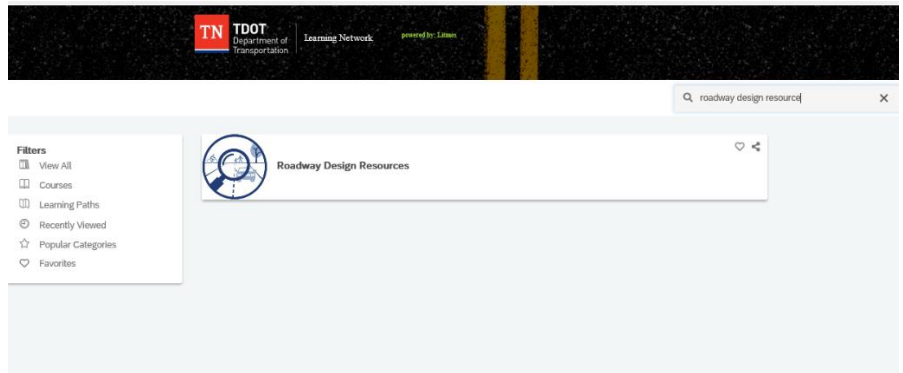 TN
TDOT
Department of
Transportation
Learning Network
powered by: Litmos
roadway design resource
Filters
View All
Courses
Learning Paths
Recently Viewed
Popular Categories
Favorites
Roadway Design Resources